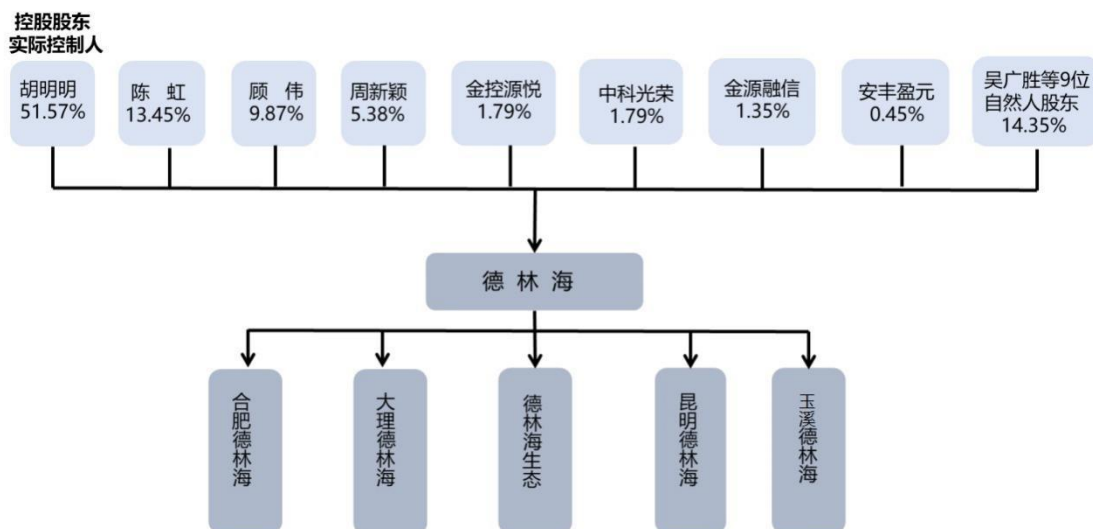 控股股东
实际控制人
胡明明
51.57%
陈 虹
13.45%
顾 伟
9.87%
周新颖
5.38%
金控源悦
1.79%
中科光荣
1.79%
金源融信
1.35%
安丰盈元
0.45%
吴广胜等9位
自然人股东
14.35%
德 林 海
合肥德林海
大理德林海
德林海生态
昆明德林海
玉溪德林海